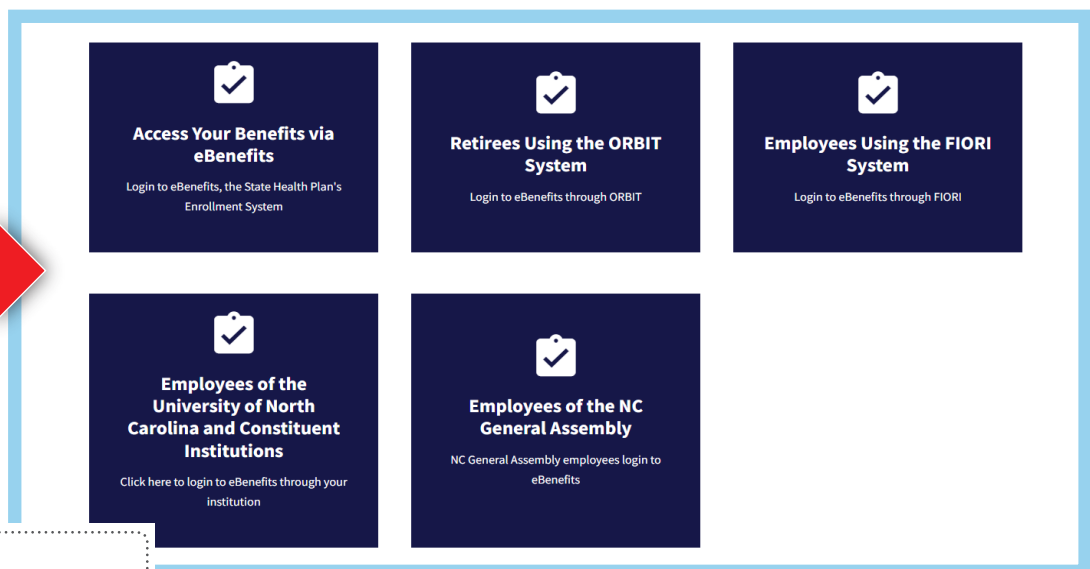 Access Your Benefits via
eBenefits
Login to eBenefits, the State Health Plan's
Enrollment System
Retirees Using the ORBIT
System
Login to eBenefits through ORBIT
Employees Using the FIORI
System
Login to eBenefits through FIORI
Employees of the
University of North
Carolina and Constituent
Institutions
Click here to login to eBenefits through your
institution
Employees of the NC
General Assembly
NC General Assembly employees login to
eBenefits